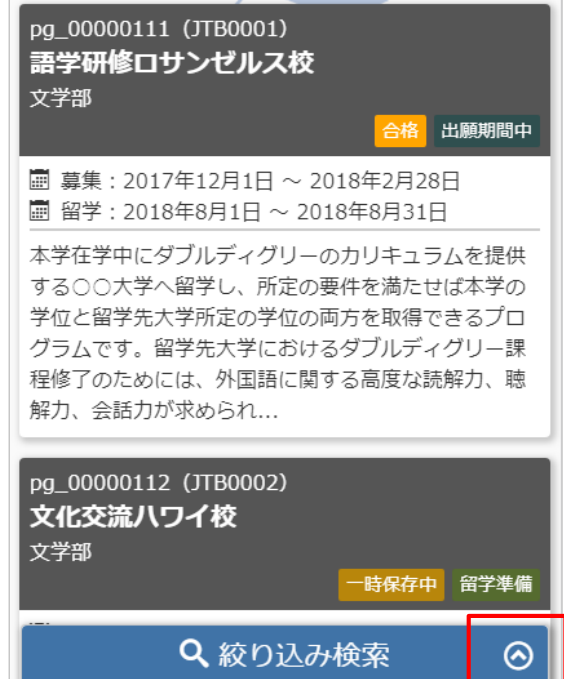 pg_00000111（JTB0001）
語学研修ロサンゼルス校
文学部
合格 出願期間中
募集：2017年12月1日 ～ 2018年2月28日
留学：2018年8月1日 ～ 2018年8月31日
本学在学中にダブルディグリーのカリキュラムを提供
する○○大学へ留学し、所定の要件を満たせば本学の
学位と留学先大学所定の学位の両方を取得できるプロ
グラムです。留学先大学におけるダブルディグリー課
程修了のためには、外国語に関する高度な読解力、聴
解力、会話力が求められ...
pg_00000112（JTB0002）
文化交流ハワイ校
文学部
一時保存中 留学準備
絞り込み検索